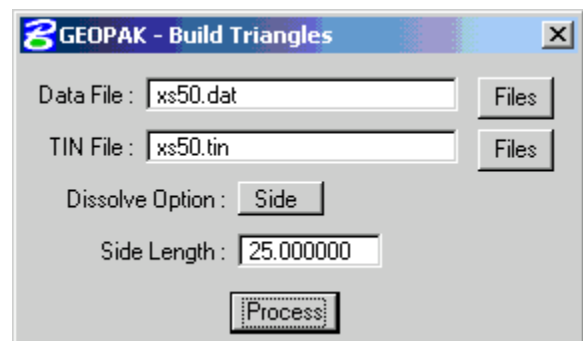 GEOPAK - Build Triangles
Data File : xs50.dat Files
TIN File : xs50.tin Files
Dissolve Option : Side
Side Length : 25.000000
Process